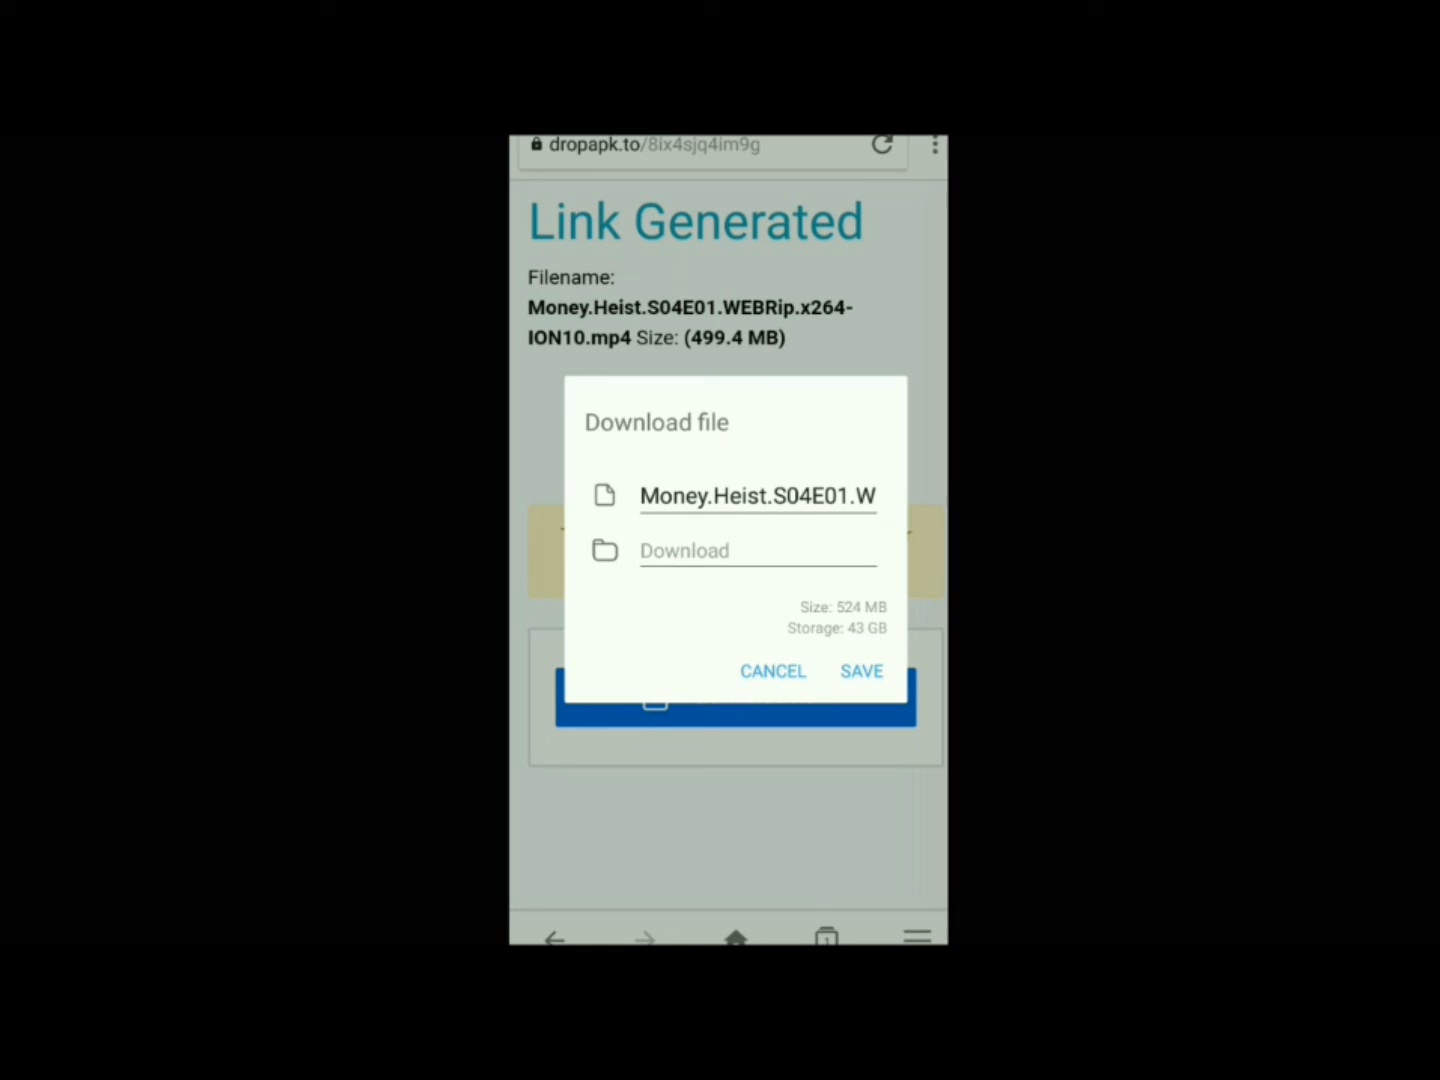 dropapk.to/8ix4sjq4im9g
Link Generated
Filename:
Money.Heist.S04E01.WEBRip.x264-
ION10.mp4 Size: (499.4 MB)
Download file
Money.Heist.S04E01.W
Download
Size: 524 MB
Storage: 43 GB
CANCEL SAVE
1